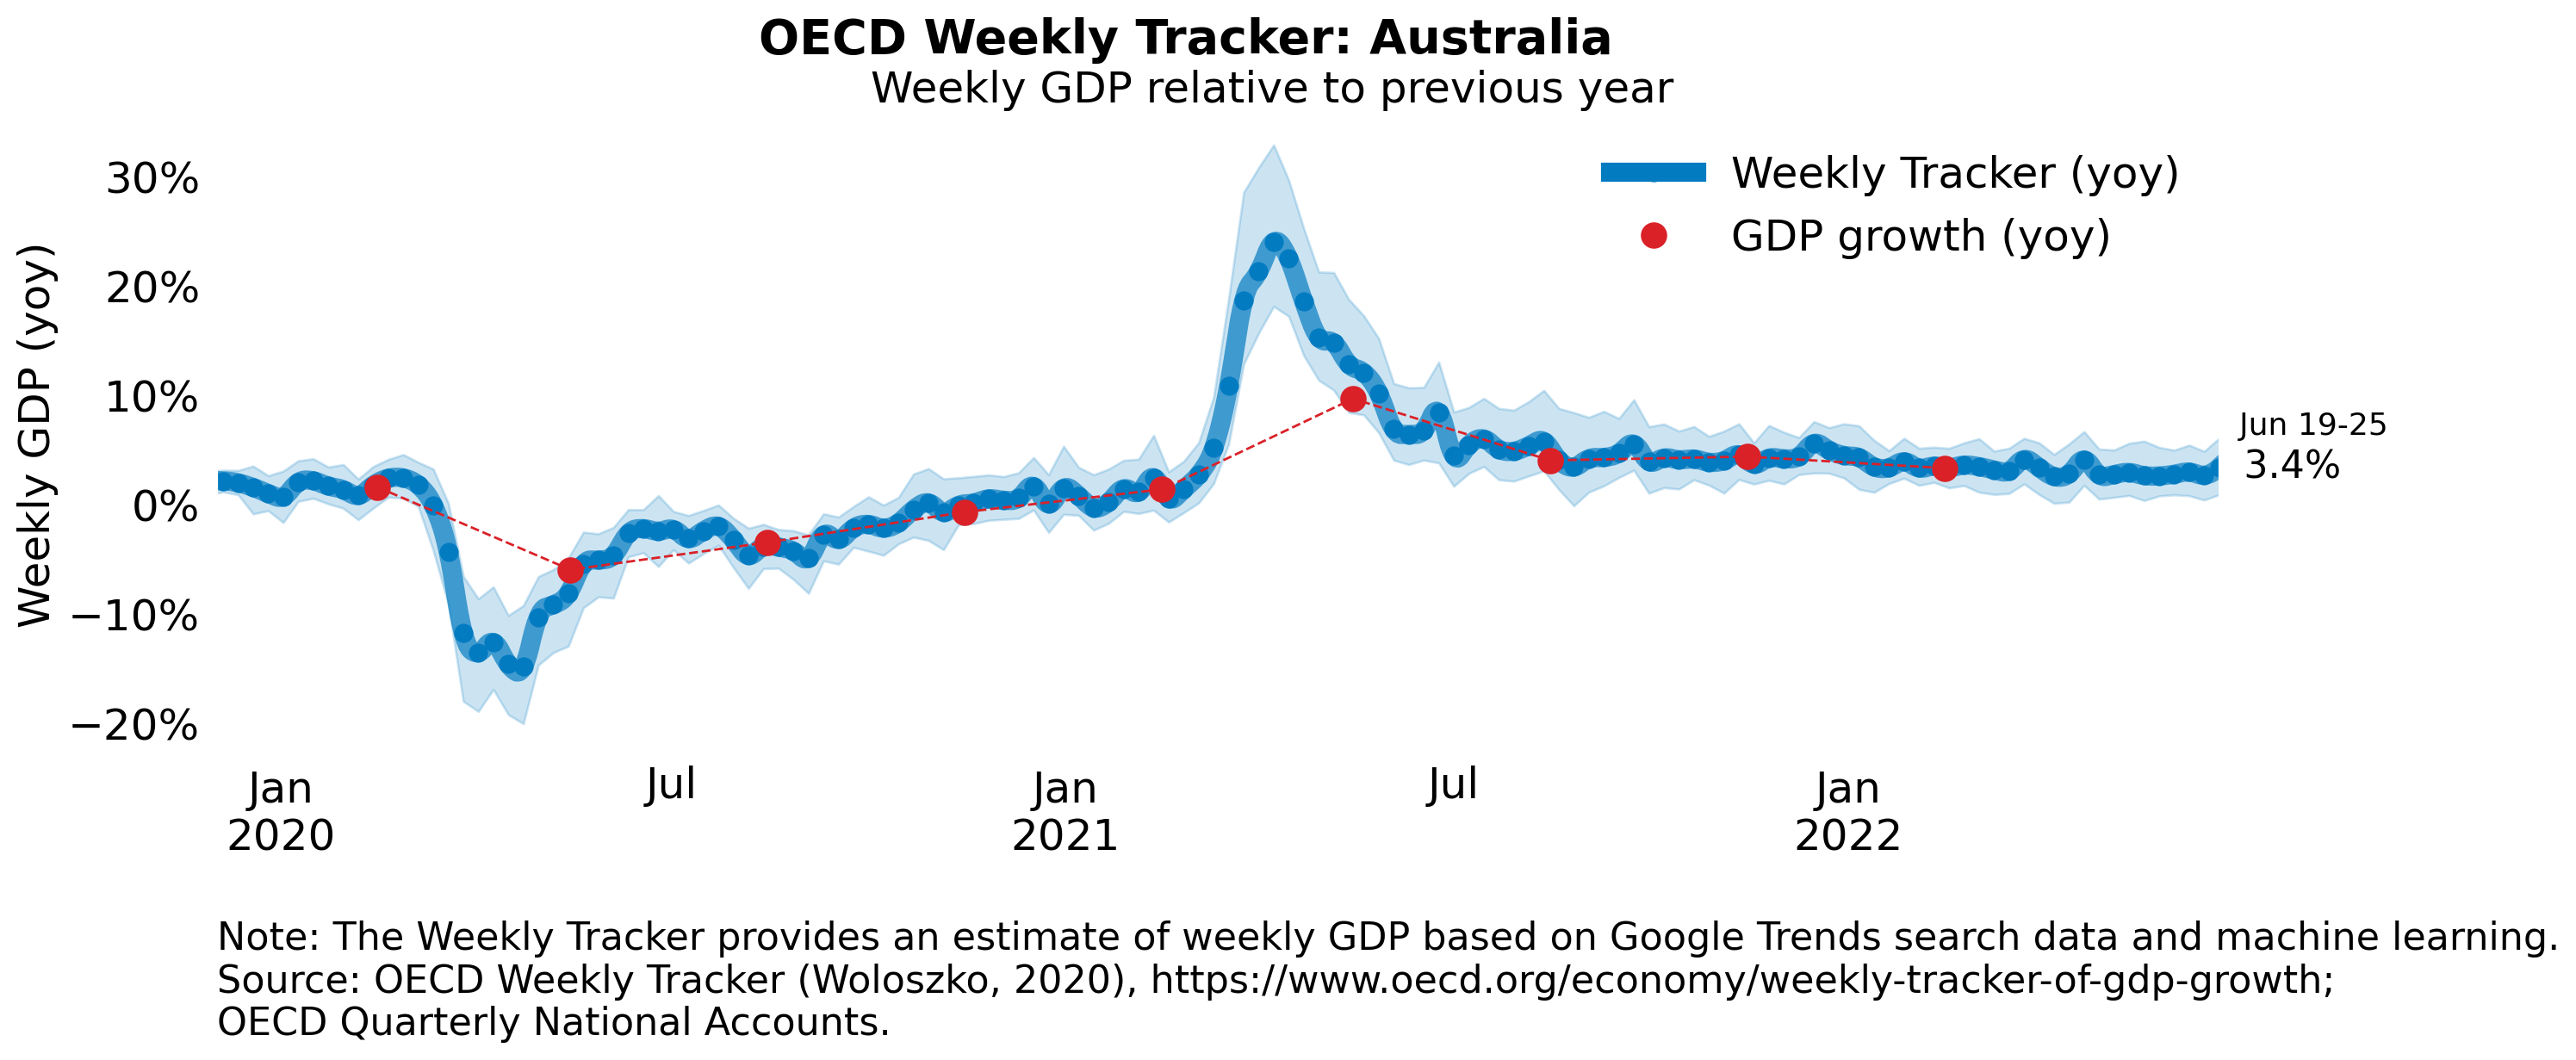 OECD Weekly Tracker: Australia
Weekly GDP relative to previous year
Weekly Tracker (yoy)
GDP growth (yoy)
Weekly GDP (yoy)
30%
20%
10%
0%
−10%
−20%
Jun 19-25
3.4%
Jan
2020
Jul
Jan
2021
Jul
Jan
2022
Note: The Weekly Tracker provides an estimate of weekly GDP based on Google Trends search data and machine learning.
Source: OECD Weekly Tracker (Woloszko, 2020), https://www.oecd.org/economy/weekly-tracker-of-gdp-growth;
OECD Quarterly National Accounts.